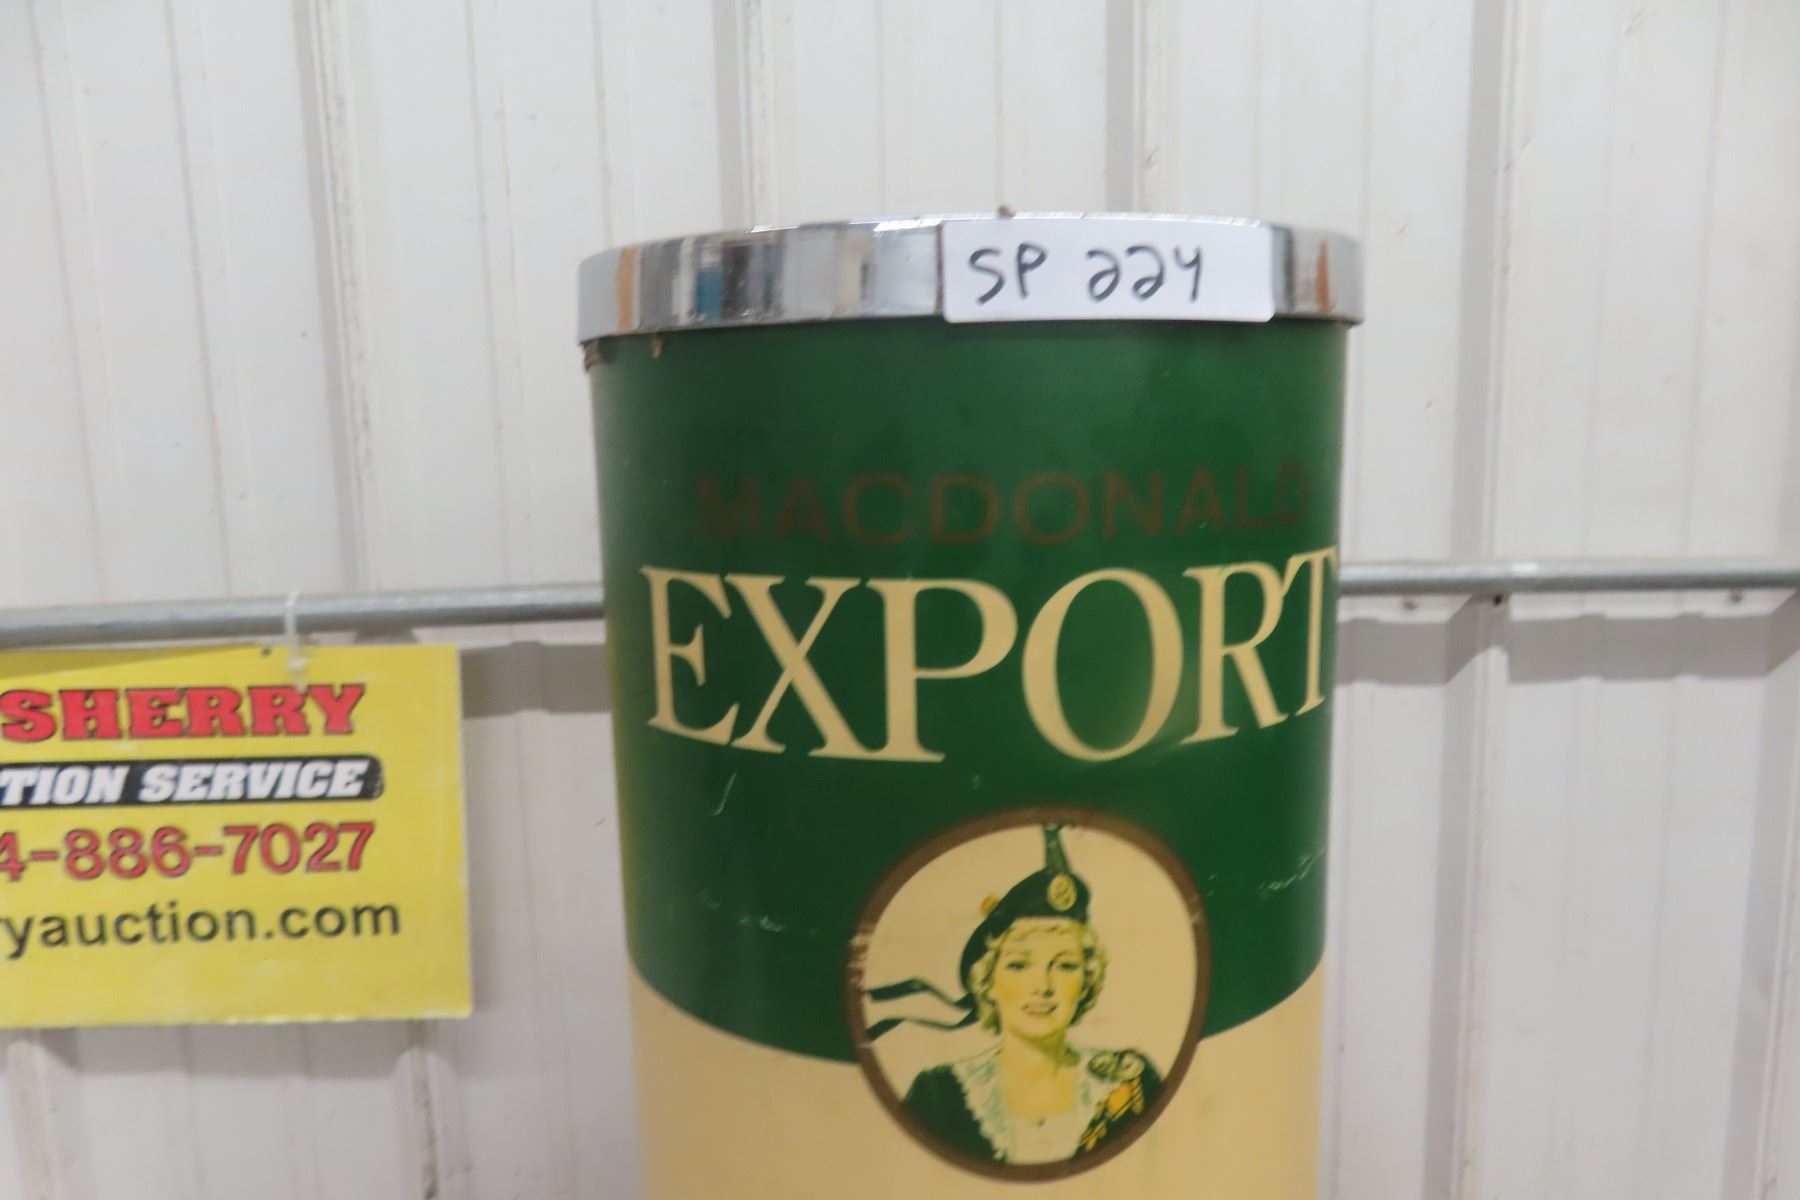 SP 224
MACDONALD
EXPORT
SHERRY
TION SERVICE
4-886-7027
ryauction.com